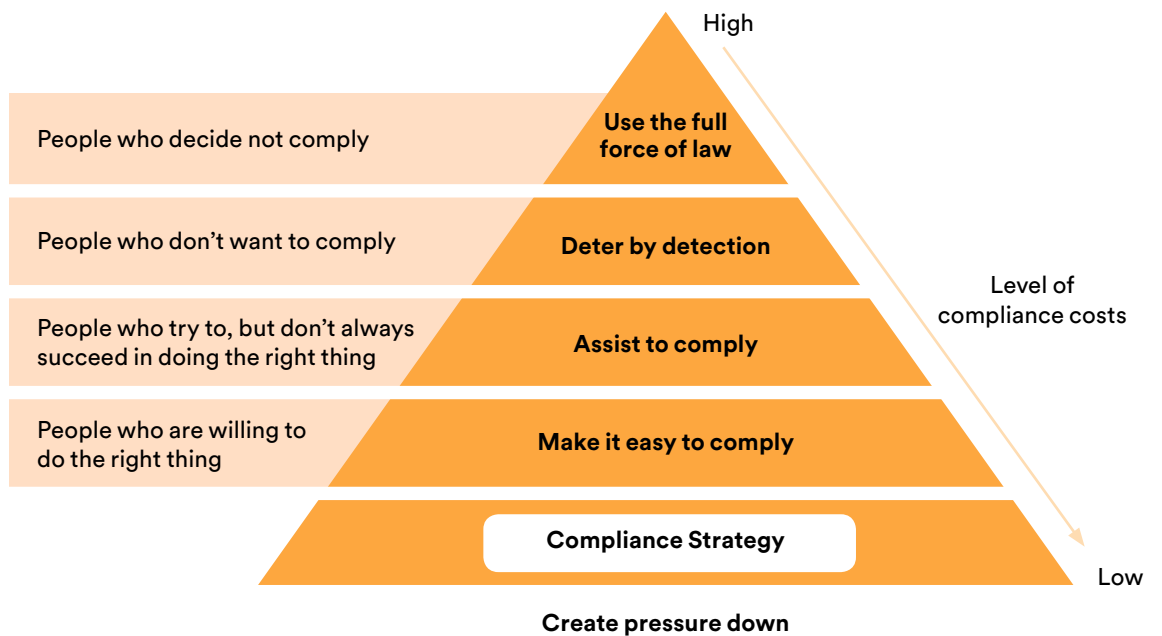 High
People who decide not comply
Use the full
force of law
People who don’t want to comply
Deter by detection
Level of
compliance costs
People who try to, but don’t always
succeed in doing the right thing
Assist to comply
People who are willing to
do the right thing
Make it easy to comply
Compliance Strategy
Low
Create pressure down